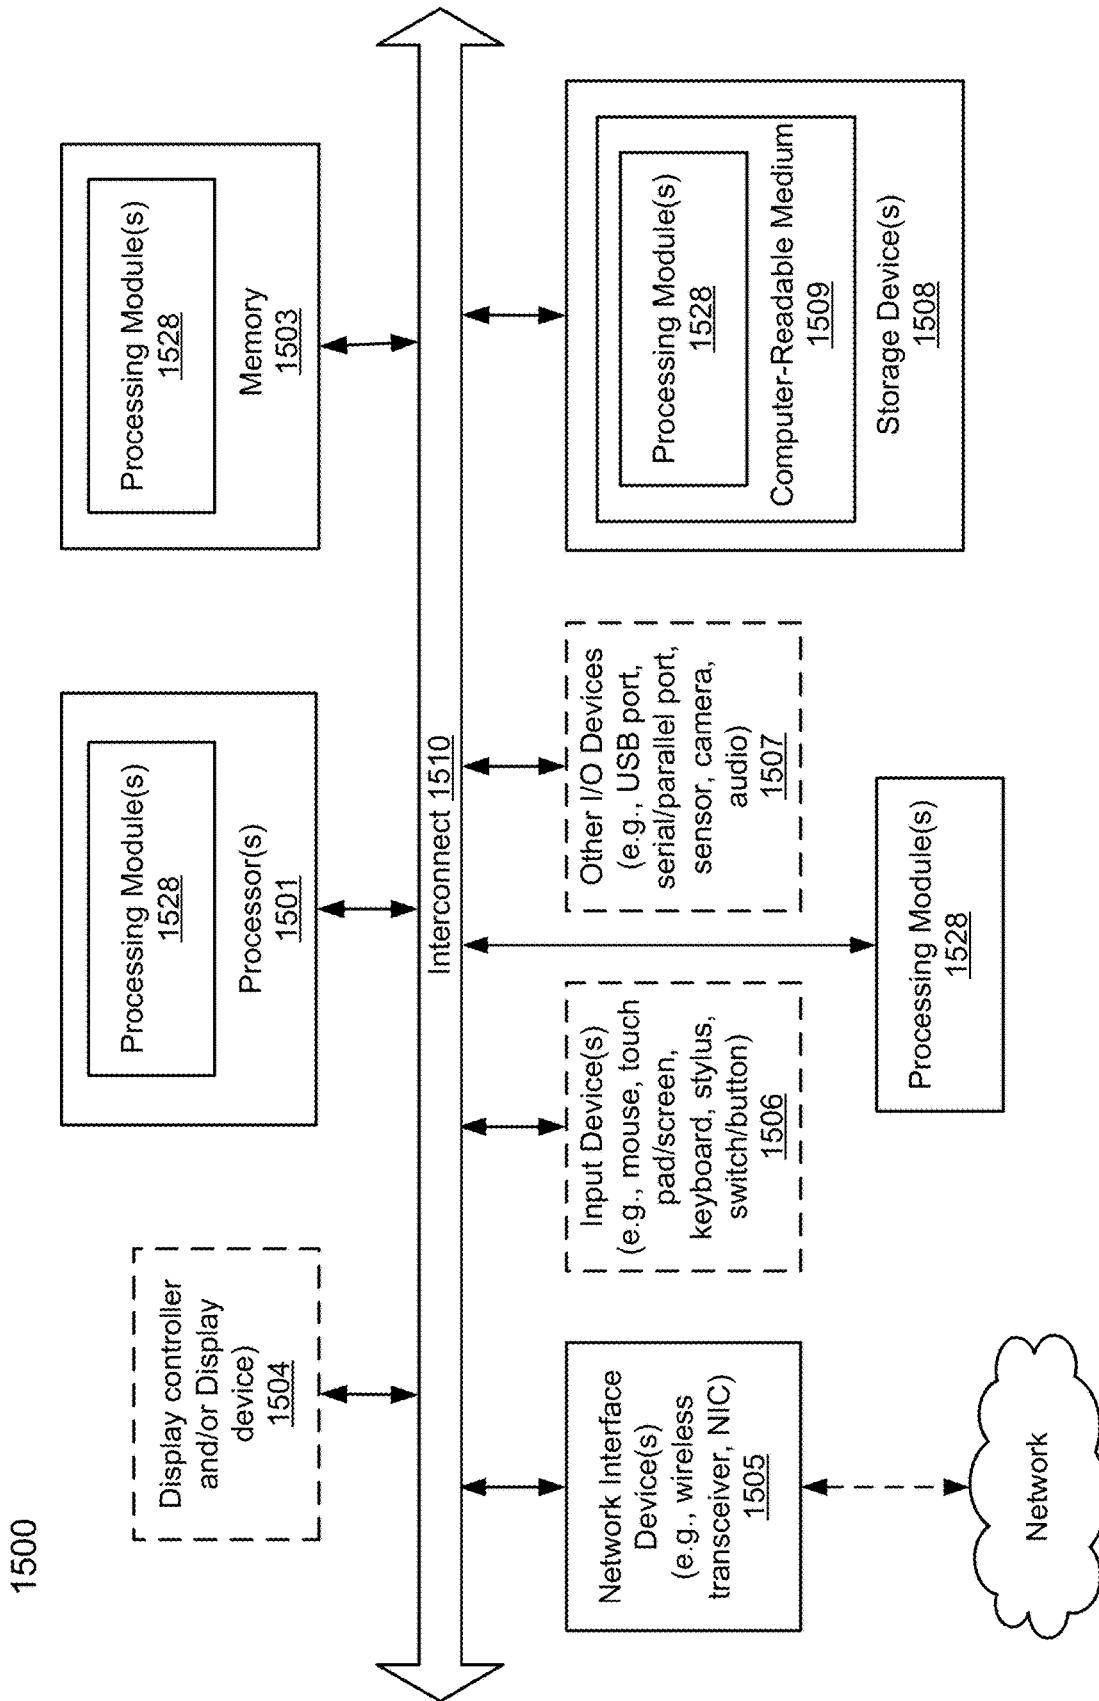 1500
Display controller
and/or Display
device)
1504
Processing Module(s)
1528
Processor(s)
1501
Processing Module(s)
1528
Memory
1503
Interconnect 1510
Network Interface
Device(s)
(e.g., wireless
transceiver, NIC)
1505
Input Device(s)
(e.g., mouse, touch
pad/screen,
keyboard, stylus,
switch/button)
1506
Other I/O Devices
(e.g., USB port,
serial/parallel port,
sensor, camera,
audio)
1507
Processing Module(s)
1528
Computer-Readable Medium
1509
Storage Device(s)
1508
Network
Processing Module(s)
1528